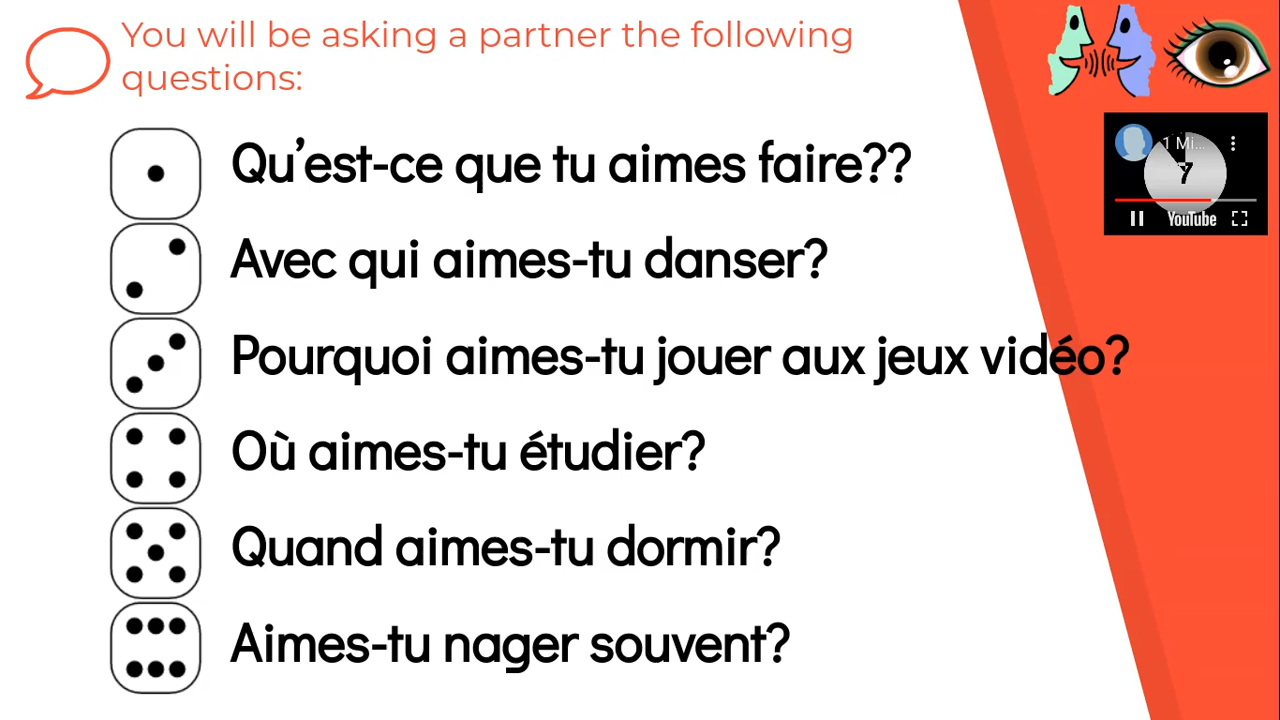 You will be asking a partner the following
questions:
1 Mi...
7
YouTube
Qu’est-ce que tu aimes faire??
Avec qui aimes-tu danser?
Pourquoi aimes-tu jouer aux jeux vidéo?
Où aimes-tu étudier?
Quand aimes-tu dormir?
Aimes-tu nager souvent?